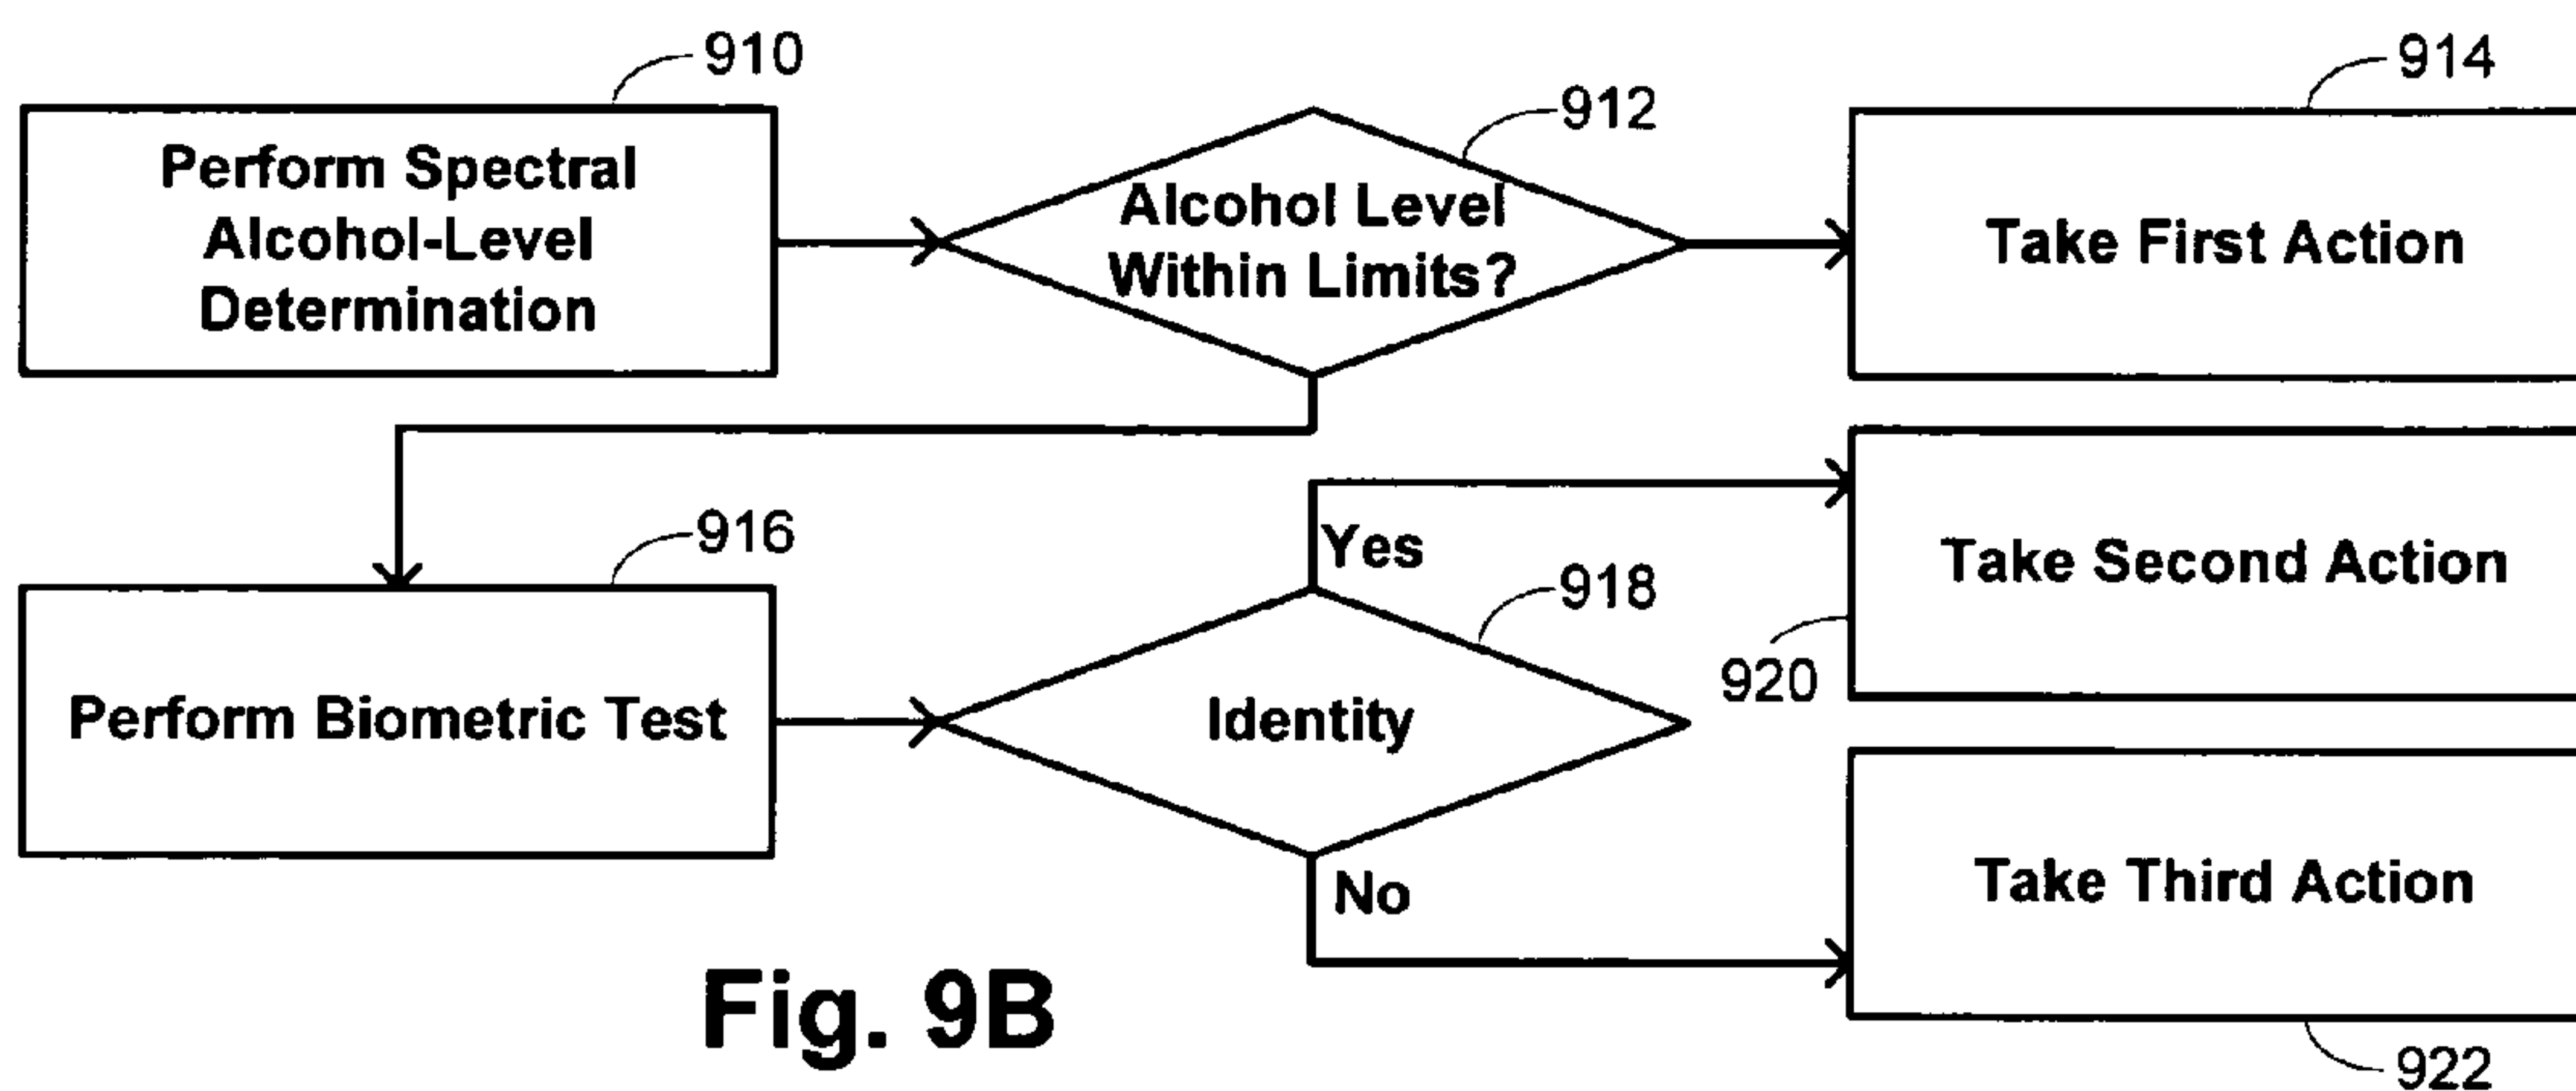 910
Perform Spectral
Alcohol-Level
Determination
912
Alcohol Level
Within Limits?
914
Take First Action
916
Perform Biometric Test
Yes
918
Identity
No
920
Take Second Action
Take Third Action
922
Fig. 9B